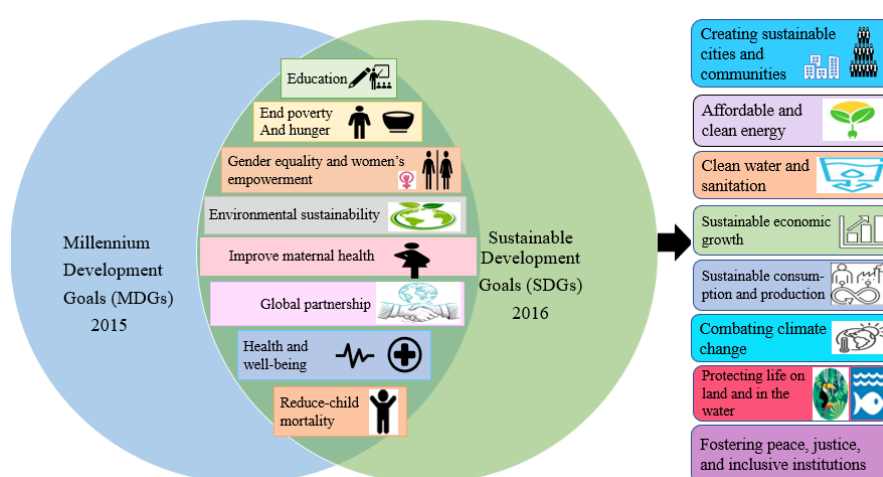 Millennium
Development
Goals (MDGs)
2015
Education
End poverty
And hunger
Gender equality and women's
empowerment
Environmental sustainability
Improve maternal health
Global partnership
Health and
well-being
Reduce-child
mortality
Sustainable
Development
Goals (SDGs)
2016
Creating sustainable
cities and
communities
Affordable and
clean energy
Clean water and
sanitation
Sustainable economic
growth
Sustainable consum-
ption and production
Combating climate
change
Protecting life on
land and in the
water
Fostering peace, justice,
and inclusive institutions